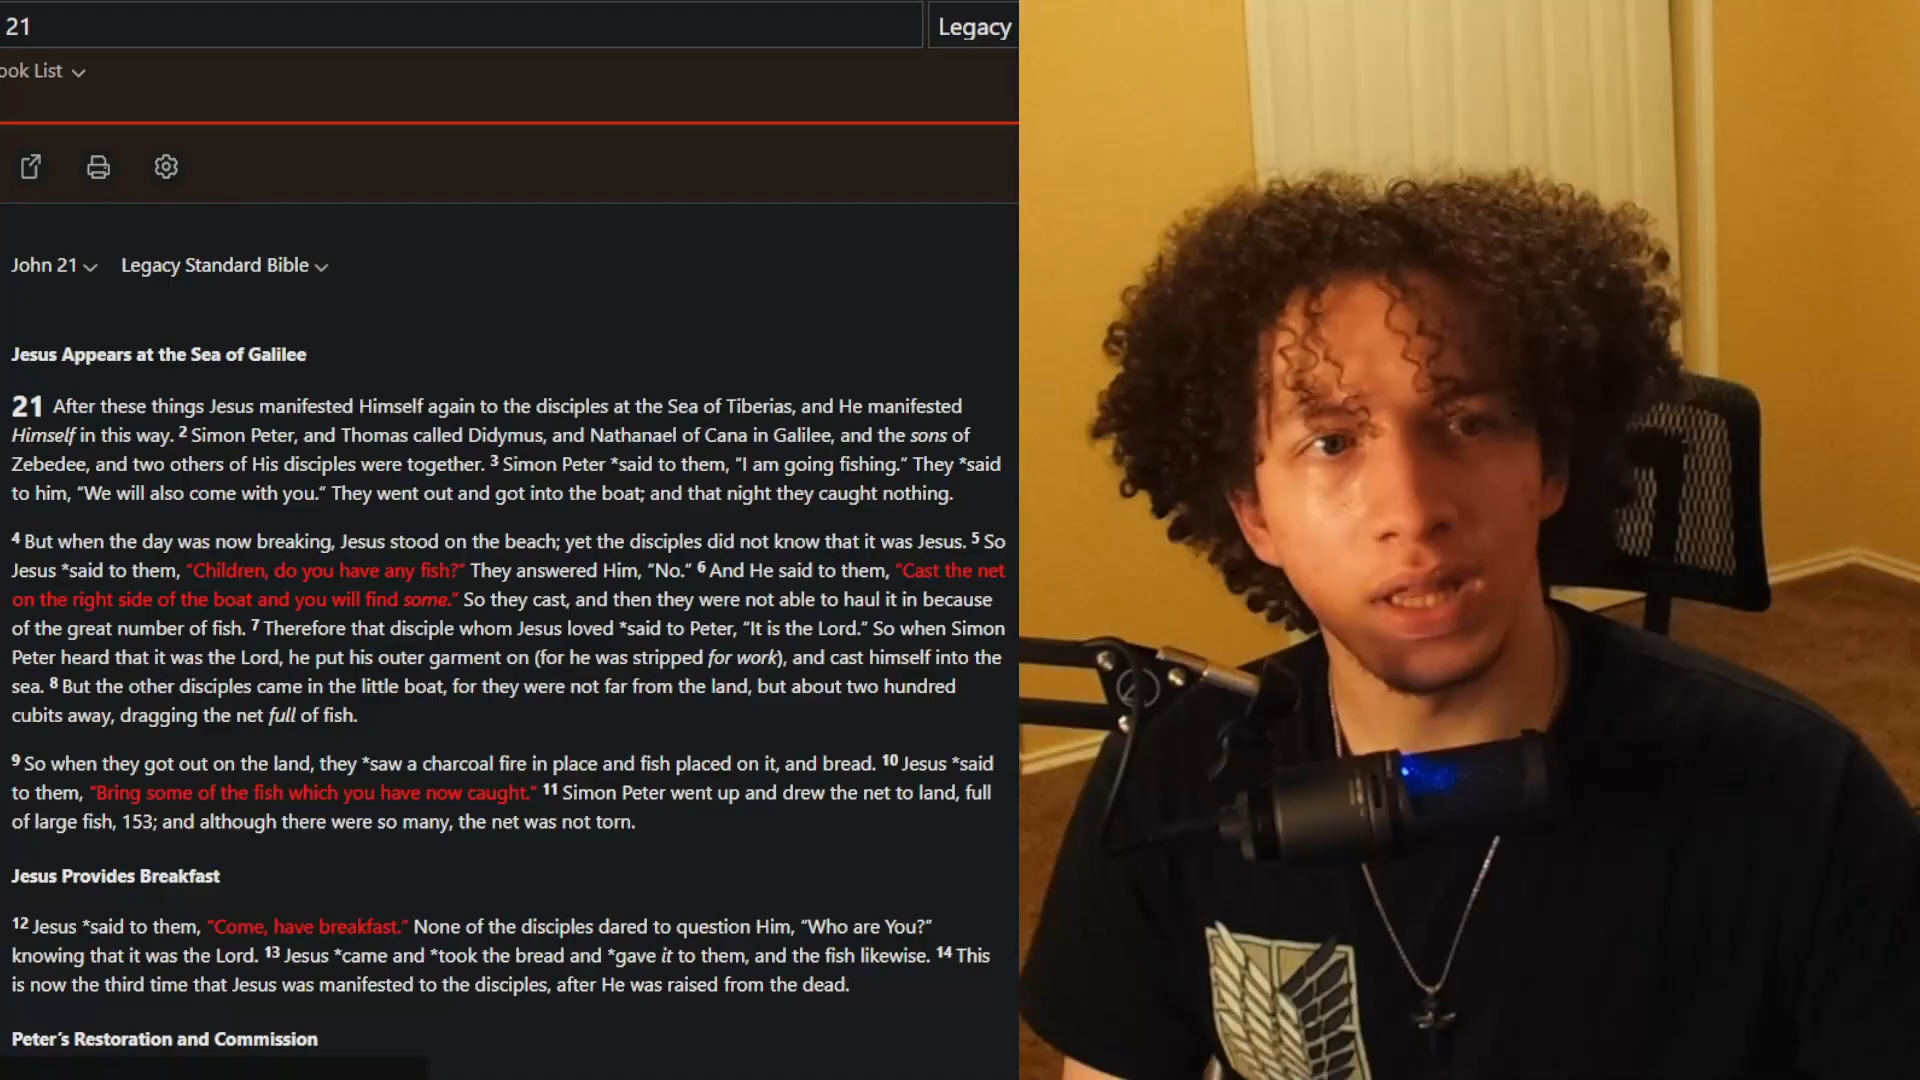 21
Legacy
ook List
John 21 Legacy Standard Bible
Jesus Appears at the Sea of Galilee
21 After these things Jesus manifested Himself again to the disciples at the Sea of Tiberias, and He manifested
Himself in this way. 2 Simon Peter, and Thomas called Didymus, and Nathanael of Cana in Galilee, and the sons of
Zebedee, and two others of His disciples were together. 3 Simon Peter *said to them, “I am going fishing.” They *said
to him, “We will also come with you.” They went out and got into the boat; and that night they caught nothing.
4 But when the day was now breaking, Jesus stood on the beach; yet the disciples did not know that it was Jesus. 5 So
Jesus *said to them, “Children, do you have any fish?” They answered Him, “No.” 6 And He said to them, “Cast the net
on the right side of the boat and you will find some.” So they cast, and then they were not able to haul it in because
of the great number of fish. 7 Therefore that disciple whom Jesus loved *said to Peter, “It is the Lord.” So when Simon
Peter heard that it was the Lord, he put his outer garment on (for he was stripped for work), and cast himself into the
sea. 8 But the other disciples came in the little boat, for they were not far from the land, but about two hundred
cubits away, dragging the net full of fish.
9 So when they got out on the land, they *saw a charcoal fire in place and fish placed on it, and bread. 10 Jesus *said
to them, “Bring some of the fish which you have now caught.” 11 Simon Peter went up and drew the net to land, full
of large fish, 153; and although there were so many, the net was not torn.
Jesus Provides Breakfast
12 Jesus *said to them, “Come, have breakfast.” None of the disciples dared to question Him, “Who are You?”
knowing that it was the Lord. 13 Jesus *came and *took the bread and *gave it to them, and the fish likewise. 14 This
is now the third time that Jesus was manifested to the disciples, after He was raised from the dead.
Peter’s Restoration and Commission